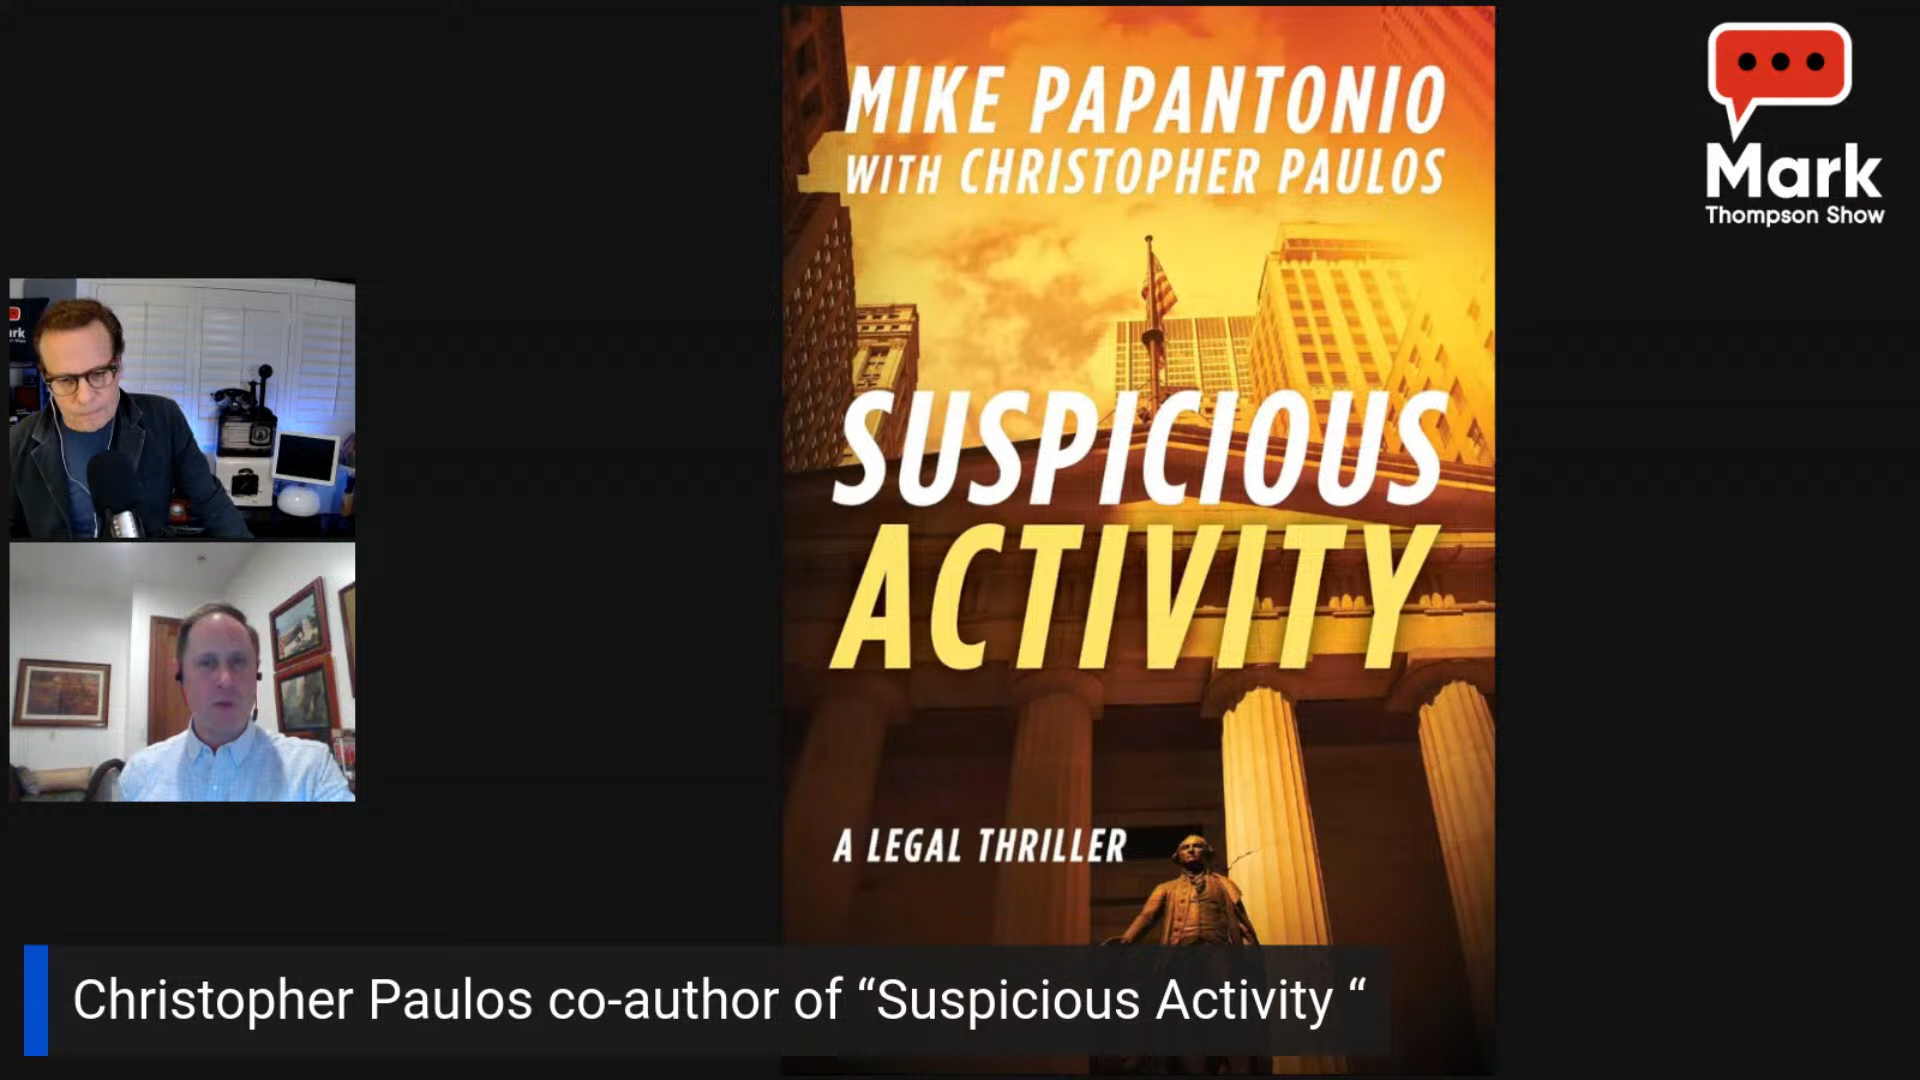 MIKE PAPANTONIO
WITH CHRISTOPHER PAULOS
SUSPICIOUS
ACTIVITY
A LEGAL THRILLER
Mark
Thompson Show
Christopher Paulos co-author of “Suspicious Activity “